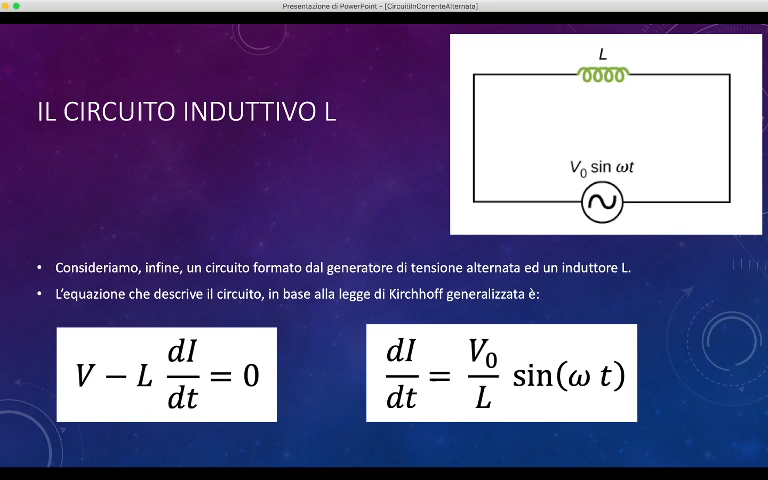 Presentazione di PowerPoint - [CircuitiInCorrenteAlternata]
IL CIRCUITO INDUTTIVO L
L
V₀ sin ωt
• Consideriamo, infine, un circuito formato dal generatore di tensione alternata ed un induttore L.
• L'equazione che descrive il circuito, in base alla legge di Kirchhoff generalizzata è:
V − L dI/dt = 0
dI/dt = V₀/L sin(ω t)